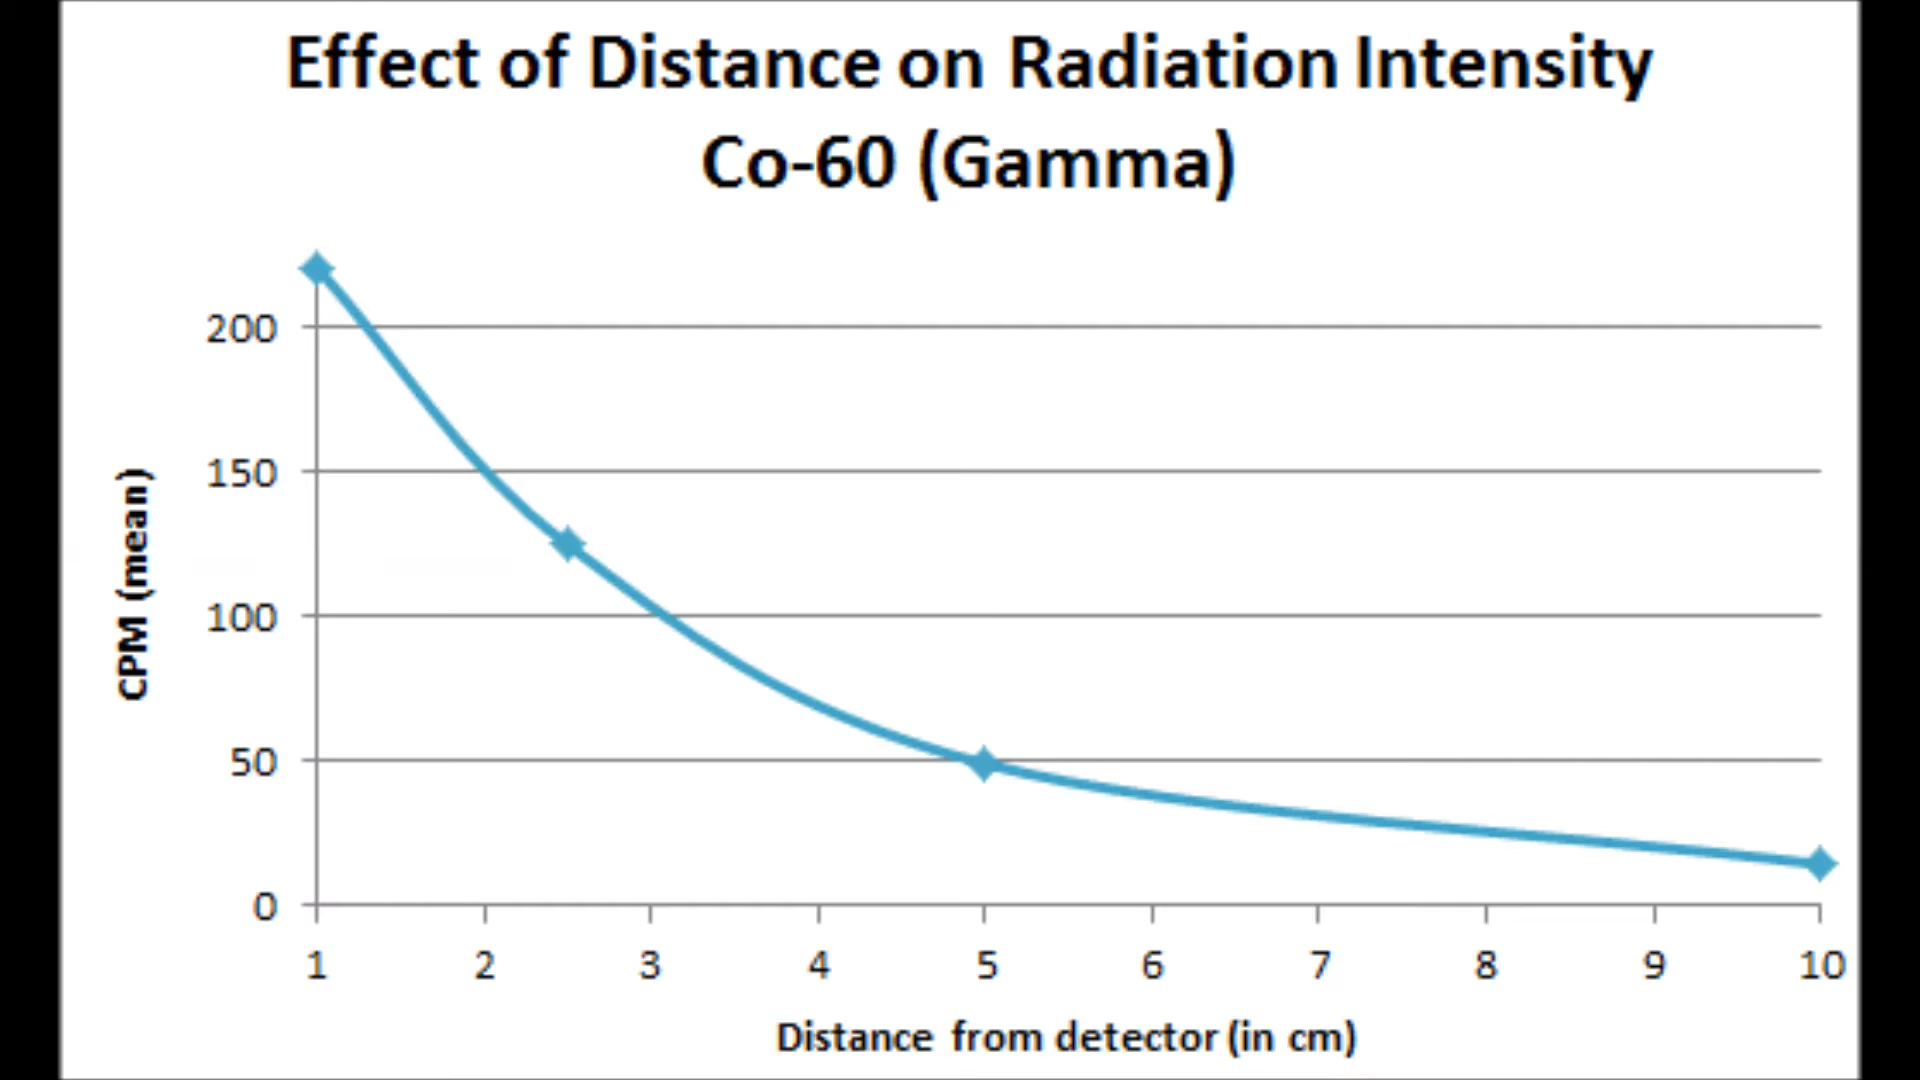 Effect of Distance on Radiation Intensity
Co-60 (Gamma)
200
150
100
50
0
CPM (mean)
1 2 3 4 5 6 7 8 9 10
Distance from detector (in cm)